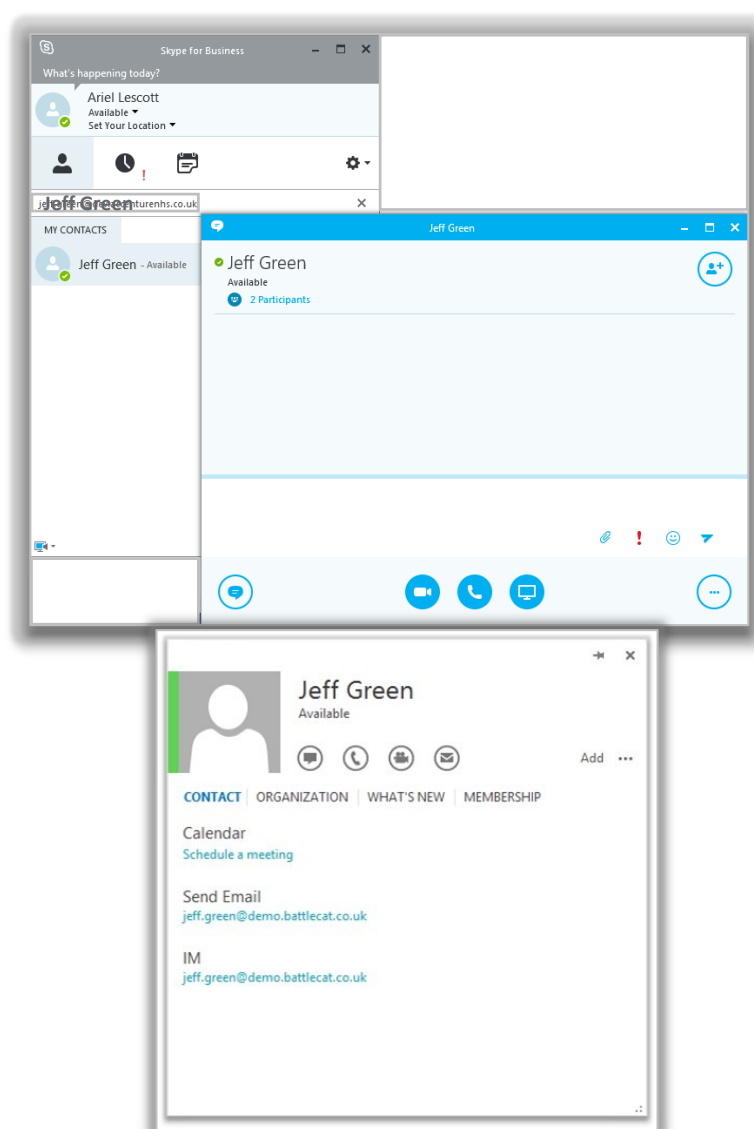 Skype for Business
What's happening today?
Ariel Lescott
Available
Set Your Location
!
Jeff Green
MY CONTACTS
Jeff Green - Available
Jeff Green
Jeff Green
Available
2 Participants
Jeff Green
Available
Add
CONTACT ORGANIZATION WHAT'S NEW MEMBERSHIP
Calendar
Schedule a meeting
Send Email
jeff.green@demo.battlecat.co.uk
IM
jeff.green@demo.battlecat.co.uk